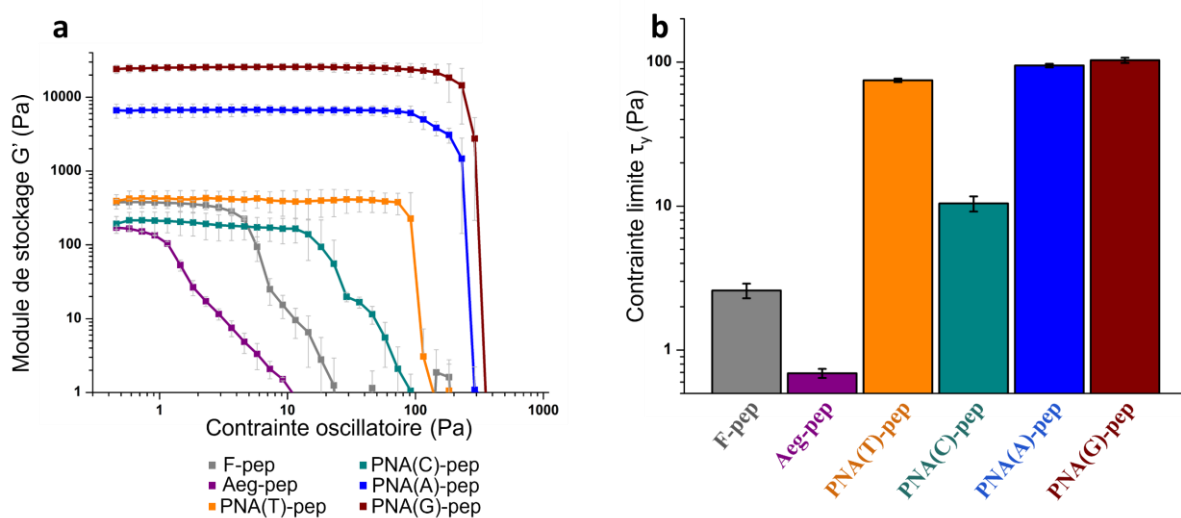 a
Module de stockage G' (Pa)
10000
1000
100
10
1
1
10
100
1000
Contrainte oscillatoire (Pa)
F-pep
Aeg-pep
PNA(T)-pep
PNA(C)-pep
PNA(A)-pep
PNA(G)-pep
b
Contrainte limite τy (Pa)
100
10
1
F-pep
Aeg-pep
PNA(T)-pep
PNA(C)-pep
PNA(A)-pep
PNA(G)-pep